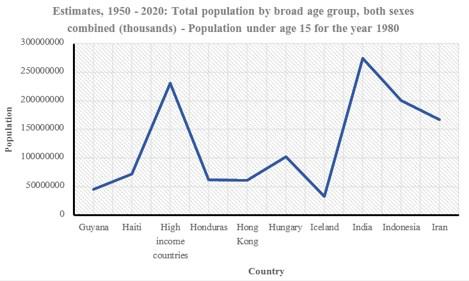 Estimates, 1950 - 2020: Total population by broad age group, both sexes
combined (thousands) - Population under age 15 for the year 1980
300000000
250000000
200000000
150000000
100000000
50000000
0
Population
Guyana Haiti High income countries Honduras Hong Kong Hungary Iceland India Indonesia Iran
Country